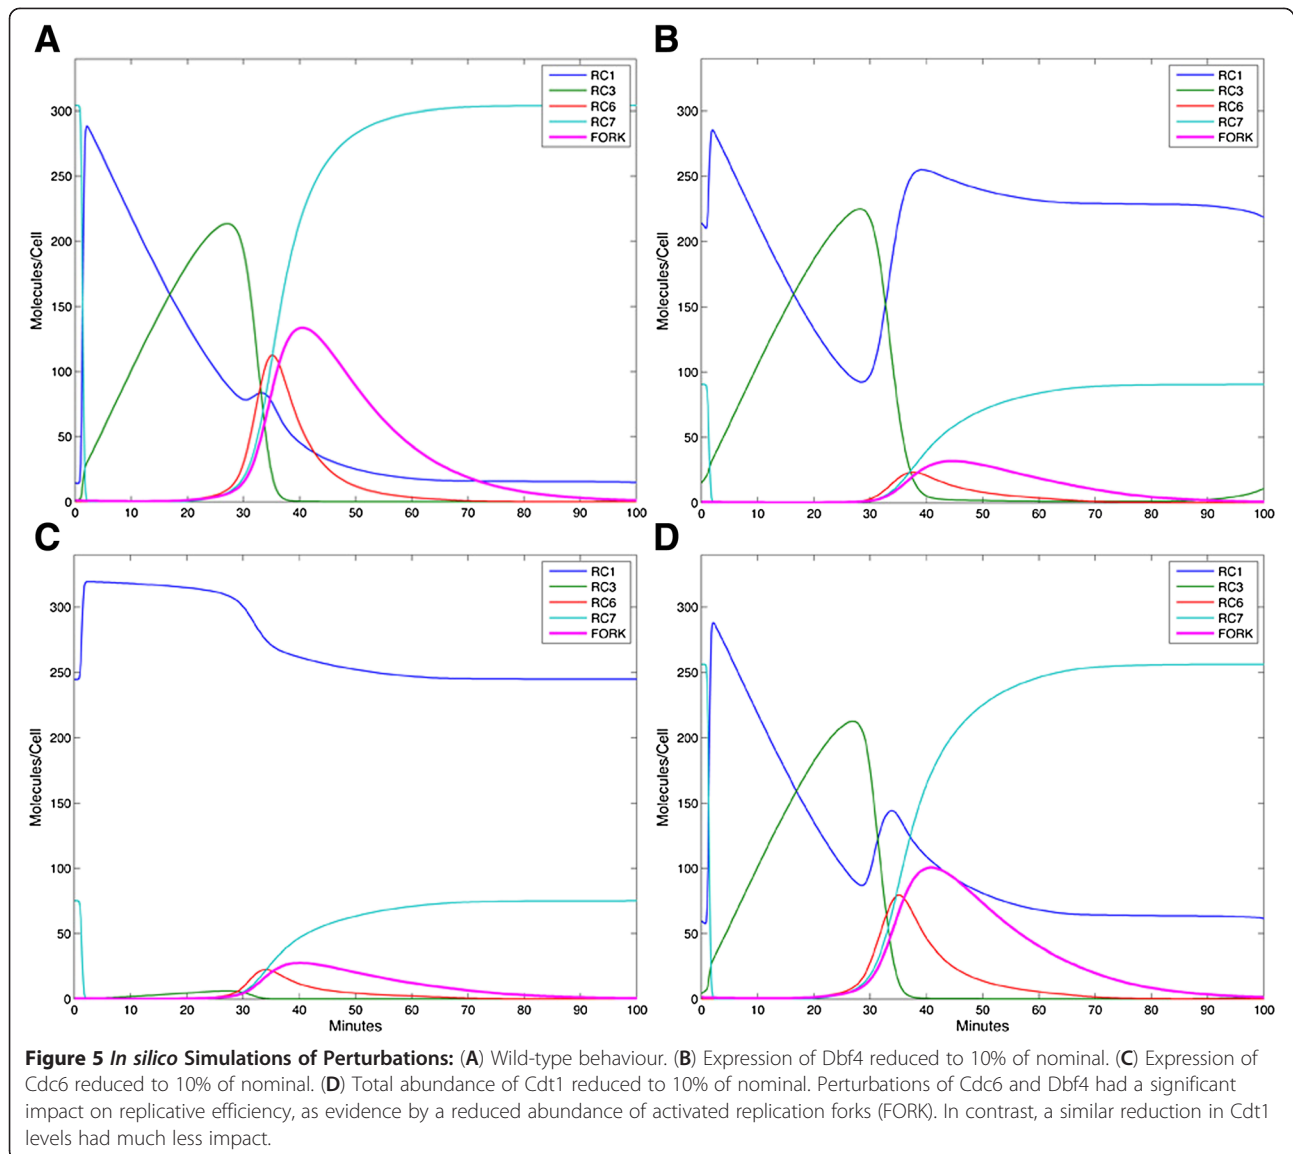 A
B
Molecules/Cell
300
250
200
150
100
50
0
0 10 20 30 40 50 60 70 80 90 100
RC1
RC3
RC6
RC7
FORK
Molecules/Cell
300
250
200
150
100
50
0
0 10 20 30 40 50 60 70 80 90 100
RC1
RC3
RC6
RC7
FORK
C
D
Molecules/Cell
300
250
200
150
100
50
0
0 10 20 30 40 50 60 70 80 90 100
Minutes
RC1
RC3
RC6
RC7
FORK
Molecules/Cell
300
250
200
150
100
50
0
0 10 20 30 40 50 60 70 80 90 100
Minutes
RC1
RC3
RC6
RC7
FORK
Figure 5 In silico Simulations of Perturbations: (A) Wild-type behaviour. (B) Expression of Dbf4 reduced to 10% of nominal. (C) Expression of
Cdc6 reduced to 10% of nominal. (D) Total abundance of Cdt1 reduced to 10% of nominal. Perturbations of Cdc6 and Dbf4 had a significant
impact on replicative efficiency, as evidence by a reduced abundance of activated replication forks (FORK). In contrast, a similar reduction in Cdt1
levels had much less impact.